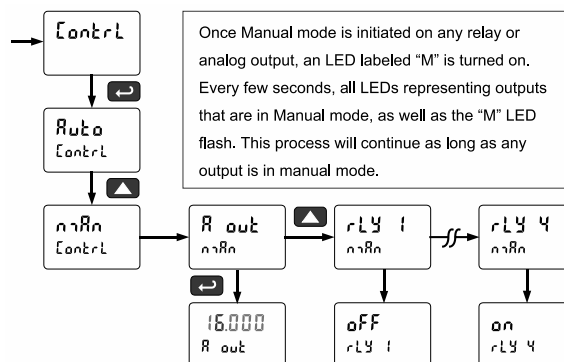 Contrl
Once Manual mode is initiated on any relay or
analog output, an LED labeled “M” is turned on.
Every few seconds, all LEDs representing outputs
that are in Manual mode, as well as the “M” LED
flash. This process will continue as long as any
output is in manual mode.
Auto
Contrl
mAn
Contrl
A out
mAn
rLY 1
mAn
rLY 4
mAn
16.000
A out
oFF
rLY 1
on
rLY 4